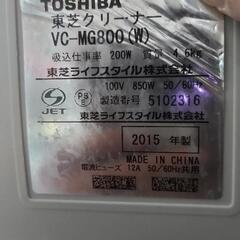 TOSHIBA
東芝クリーナー
VC-MG800(W)
吸込仕事率 200W 質量 4.6kg
東芝ライフスタイル株式会社
100V 850W 50/60Hz
製造番号 5102316
PSE
JET
東芝ライフスタイル株式会社
2015 年製
MADE IN CHINA
電流ヒューズ 12A 50/60Hz共用